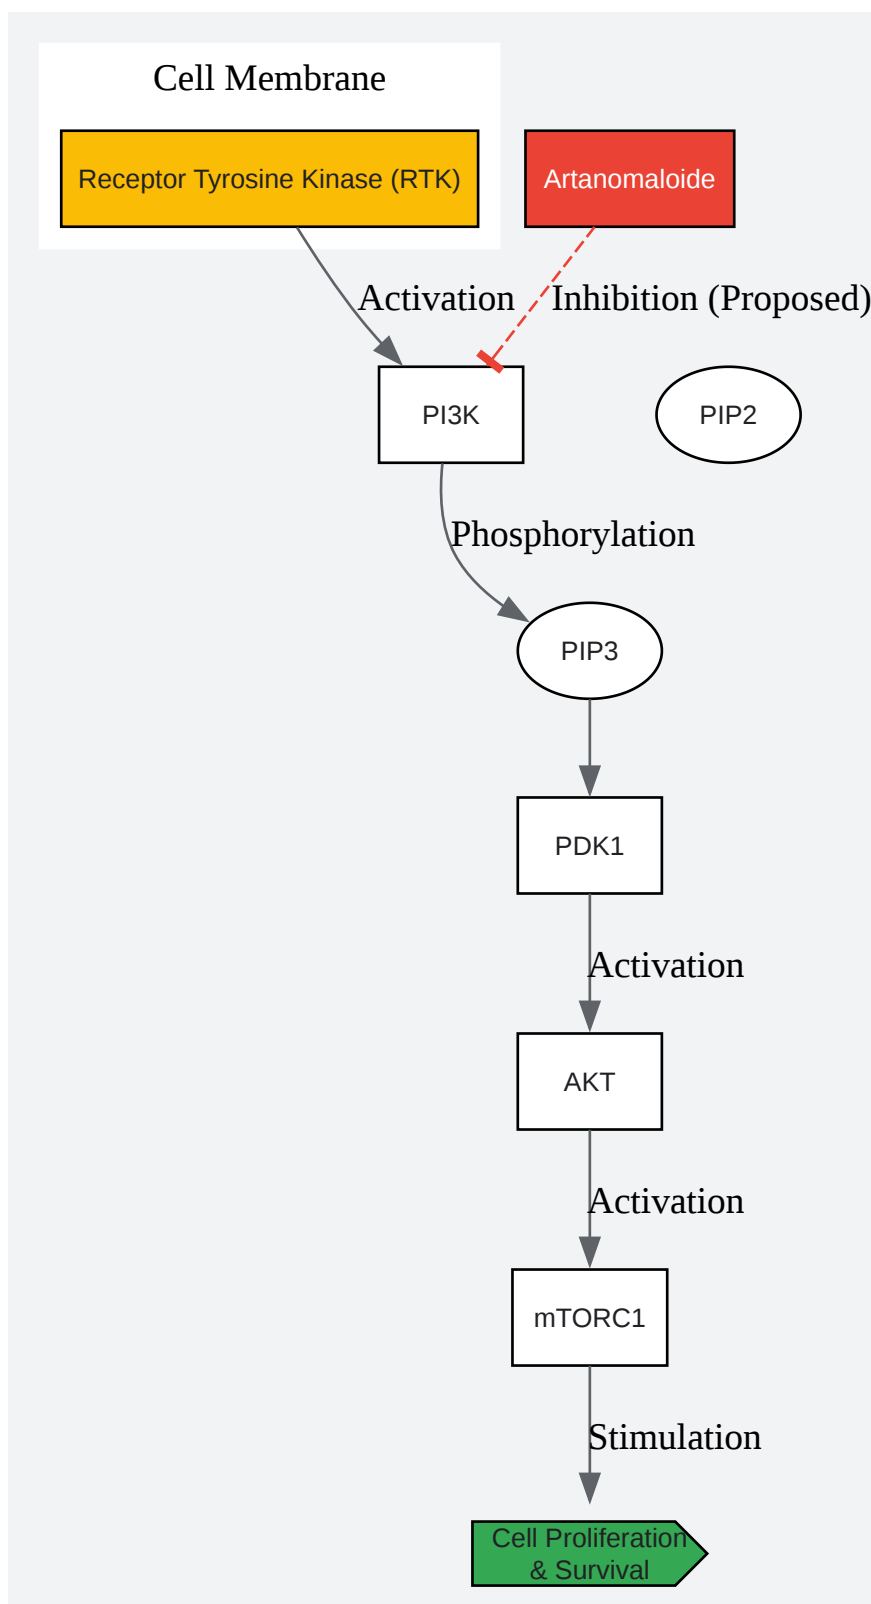 Cell Membrane
Receptor Tyrosine Kinase (RTK)
Artanomaloide
Activation
Inhibition (Proposed)
PI3K
PIP2
Phosphorylation
PIP3
PDK1
Activation
AKT
Activation
mTORC1
Stimulation
Cell Proliferation
& Survival